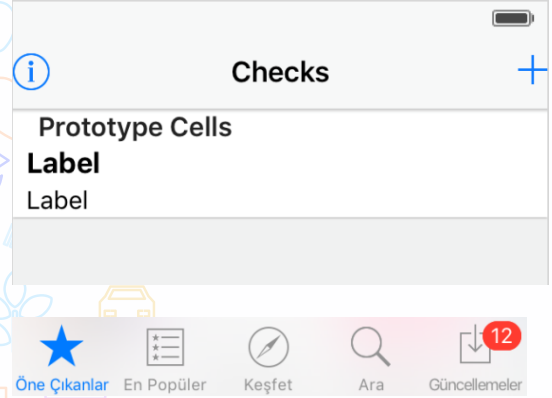 Checks
Prototype Cells
Label
Label
12
Öne Çıkanlar En Popüler Keşfet Ara Güncellemeler